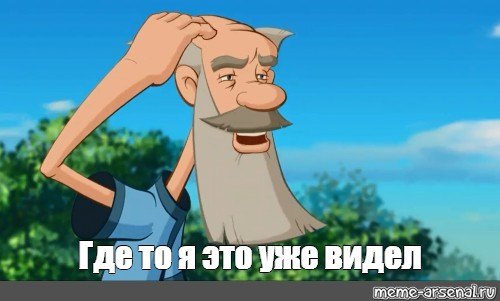 Где то я это уже видел
meme-arsenal.ru